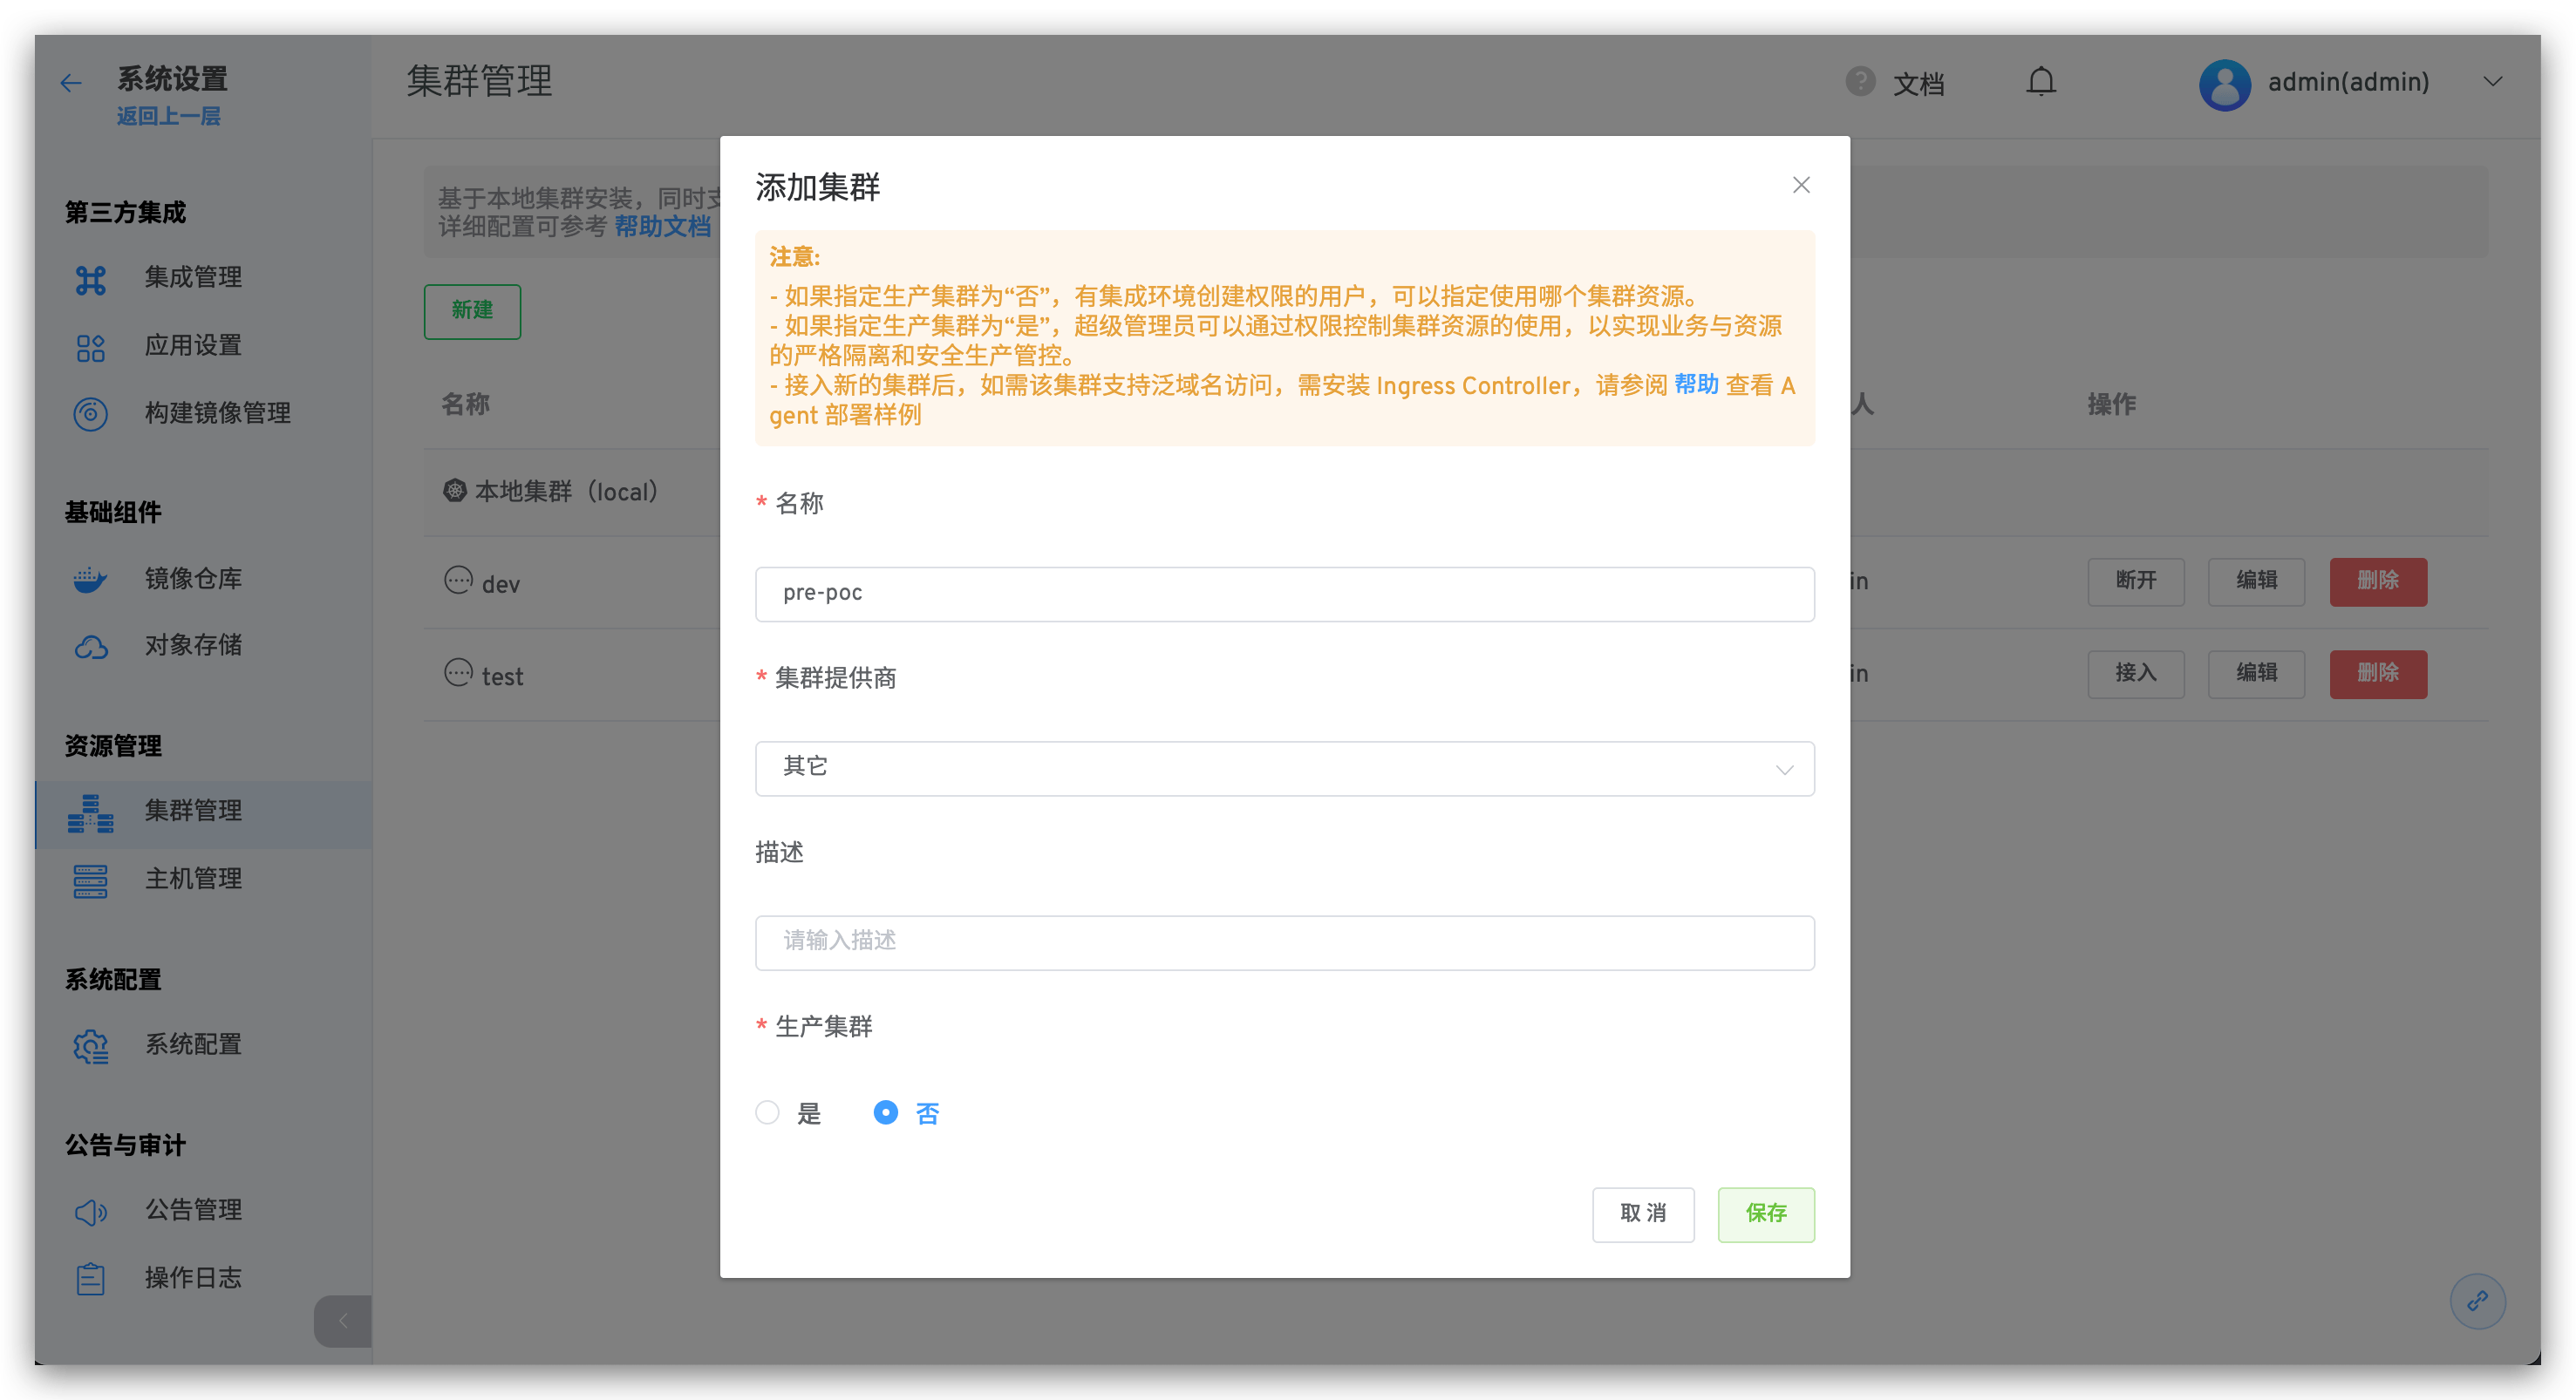 系统设置
返回上一层
集群管理
文档
admin(admin)
第三方集成
集成管理
应用设置
构建镜像管理
基础组件
镜像仓库
对象存储
资源管理
集群管理
主机管理
系统配置
系统配置
公告与审计
公告管理
操作日志
基于本地集群安装，同时支
详细配置可参考 帮助文档
新建
名称
人
操作
本地集群（local）
dev
in
断开
编辑
删除
test
in
接入
编辑
删除
添加集群
注意:
- 如果指定生产集群为“否”，有集成环境创建权限的用户，可以指定使用哪个集群资源。
- 如果指定生产集群为“是”，超级管理员可以通过权限控制集群资源的使用，以实现业务与资源
的严格隔离和安全生产管控。
- 接入新的集群后，如需该集群支持泛域名访问，需安装 Ingress Controller，请参阅 帮助 查看 A
gent 部署样例
* 名称
pre-poc
* 集群提供商
其它
描述
请输入描述
* 生产集群
是
否
取 消
保存